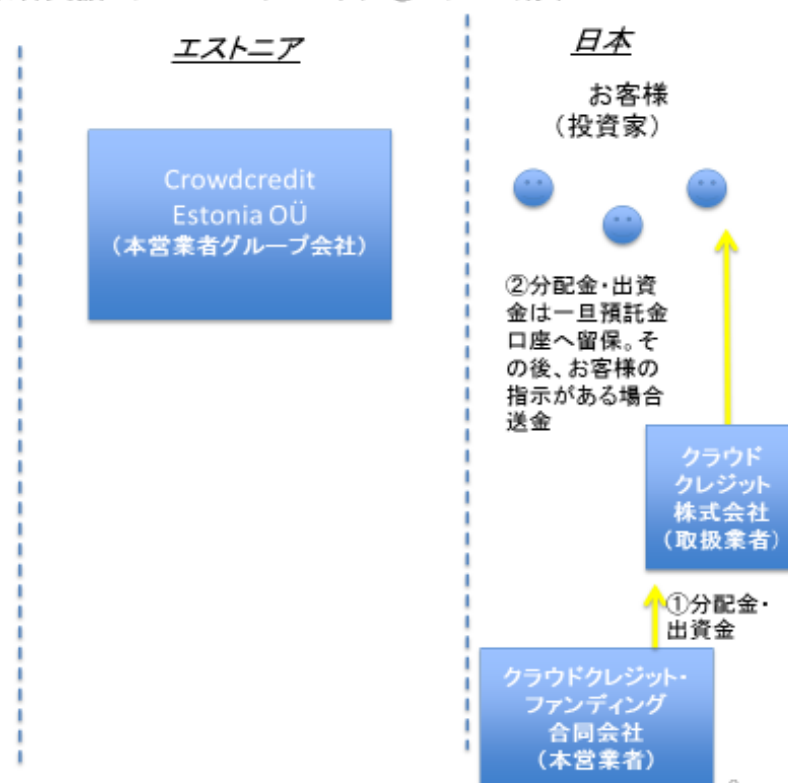 エストニア
日本
お客様
（投資家）
Crowdcredit
Estonia OÜ
（本営業者グループ会社）
②分配金・出資
金は一旦預託金
口座へ留保。そ
の後、お客様の
指示がある場合
送金
クラウド
クレジット
株式会社
（取扱業者）
①分配金・
出資金
クラウドクレジット・
ファンディング
合同会社
（本営業者）